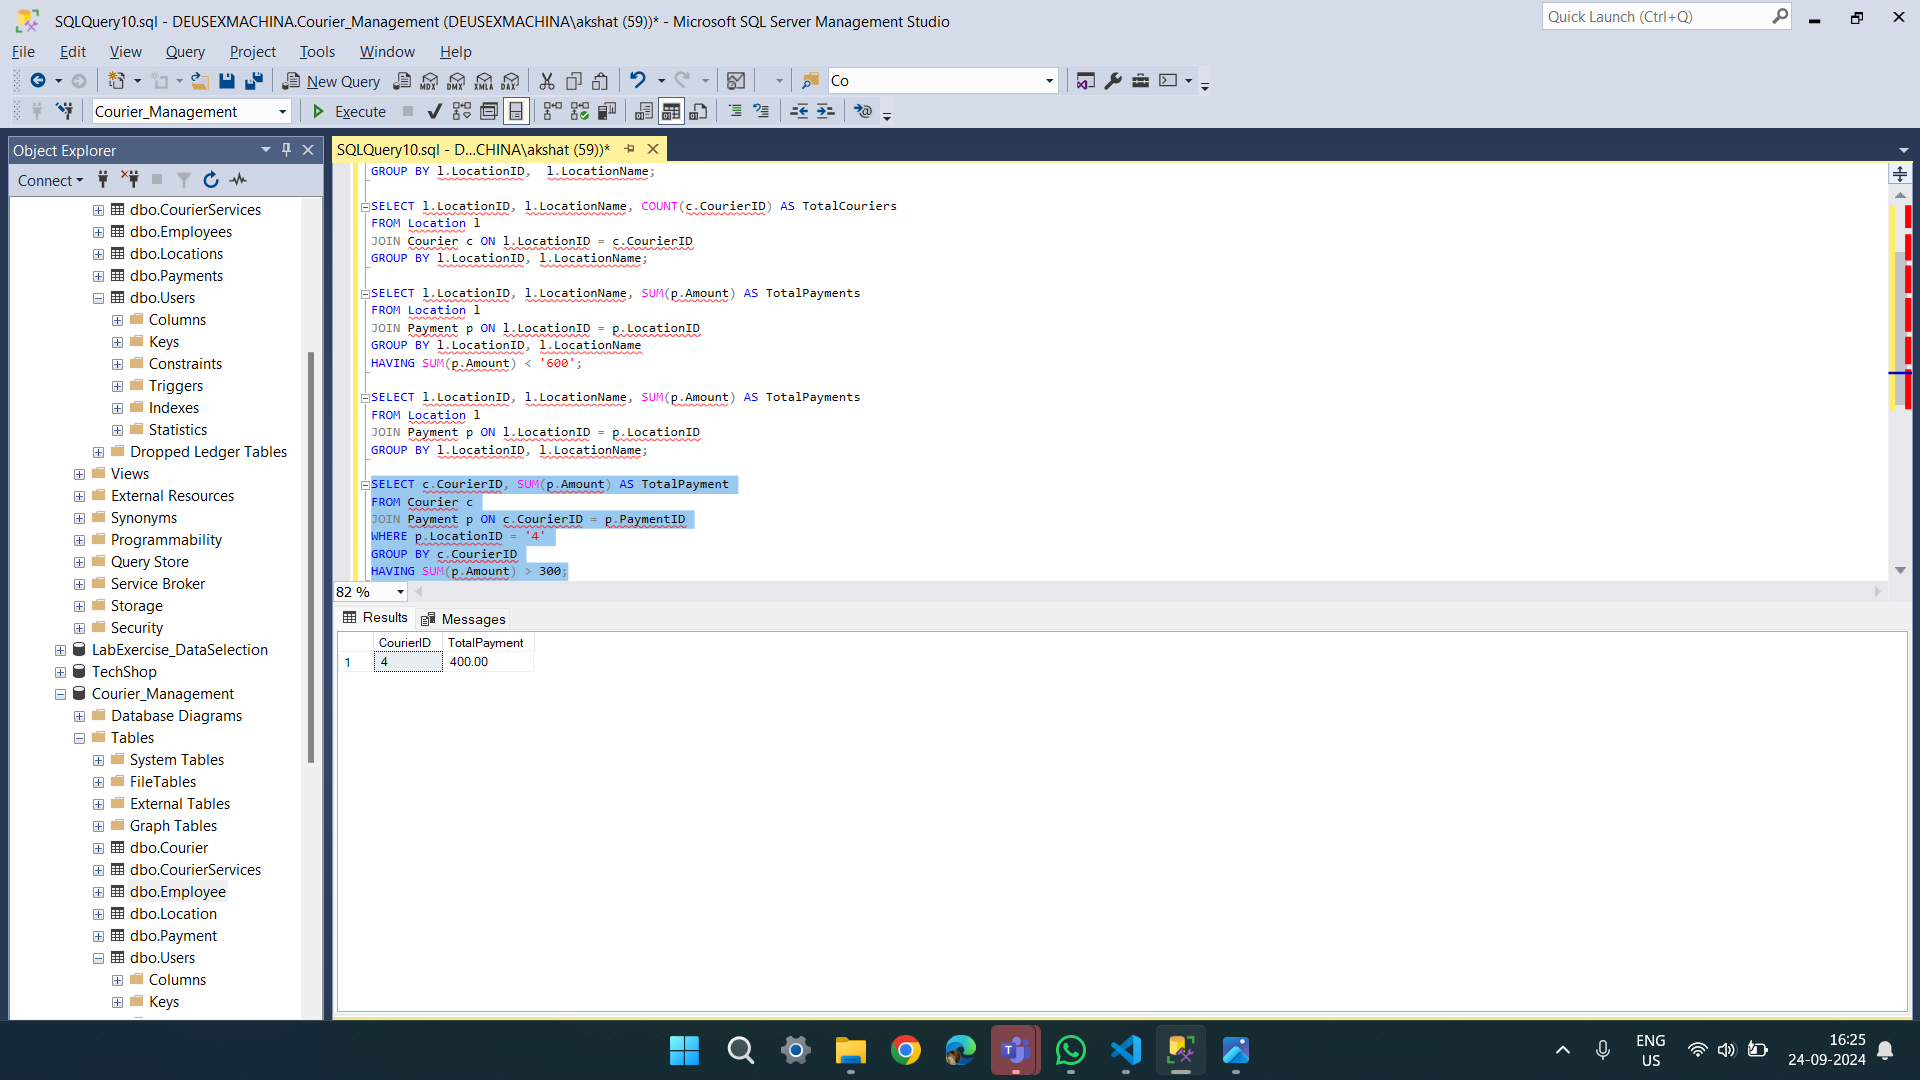 SQLQuery10.sql - DEUSEXMACHINA.Courier_Management (DEUSEXMACHINA\akshat (59))* - Microsoft SQL Server Management Studio
Quick Launch (Ctrl+Q)
File Edit View Query Project Tools Window Help
New Query
MDX DMX XMLA DAX
Co
Courier_Management
Execute
Object Explorer
Connect
dbo.CourierServices
dbo.Employees
dbo.Locations
dbo.Payments
dbo.Users
Columns
Keys
Constraints
Triggers
Indexes
Statistics
Dropped Ledger Tables
Views
External Resources
Synonyms
Programmability
Query Store
Service Broker
Storage
Security
LabExercise_DataSelection
TechShop
Courier_Management
Database Diagrams
Tables
System Tables
FileTables
External Tables
Graph Tables
dbo.Courier
dbo.CourierServices
dbo.Employee
dbo.Location
dbo.Payment
dbo.Users
Columns
Keys
SQLQuery10.sql - D...CHINA\akshat (59))*
GROUP BY l.LocationID,  l.LocationName;
SELECT l.LocationID, l.LocationName, COUNT(c.CourierID) AS TotalCouriers
FROM Location l
JOIN Courier c ON l.LocationID = c.CourierID
GROUP BY l.LocationID, l.LocationName;
SELECT l.LocationID, l.LocationName, SUM(p.Amount) AS TotalPayments
FROM Location l
JOIN Payment p ON l.LocationID = p.LocationID
GROUP BY l.LocationID, l.LocationName
HAVING SUM(p.Amount) < '600';
SELECT l.LocationID, l.LocationName, SUM(p.Amount) AS TotalPayments
FROM Location l
JOIN Payment p ON l.LocationID = p.LocationID
GROUP BY l.LocationID, l.LocationName;
SELECT c.CourierID, SUM(p.Amount) AS TotalPayment
FROM Courier c
JOIN Payment p ON c.CourierID = p.PaymentID
WHERE p.LocationID = '4'
GROUP BY c.CourierID
HAVING SUM(p.Amount) > 300;
82 %
Results Messages
CourierID TotalPayment
1 4 400.00
ENG
US
16:25
24-09-2024